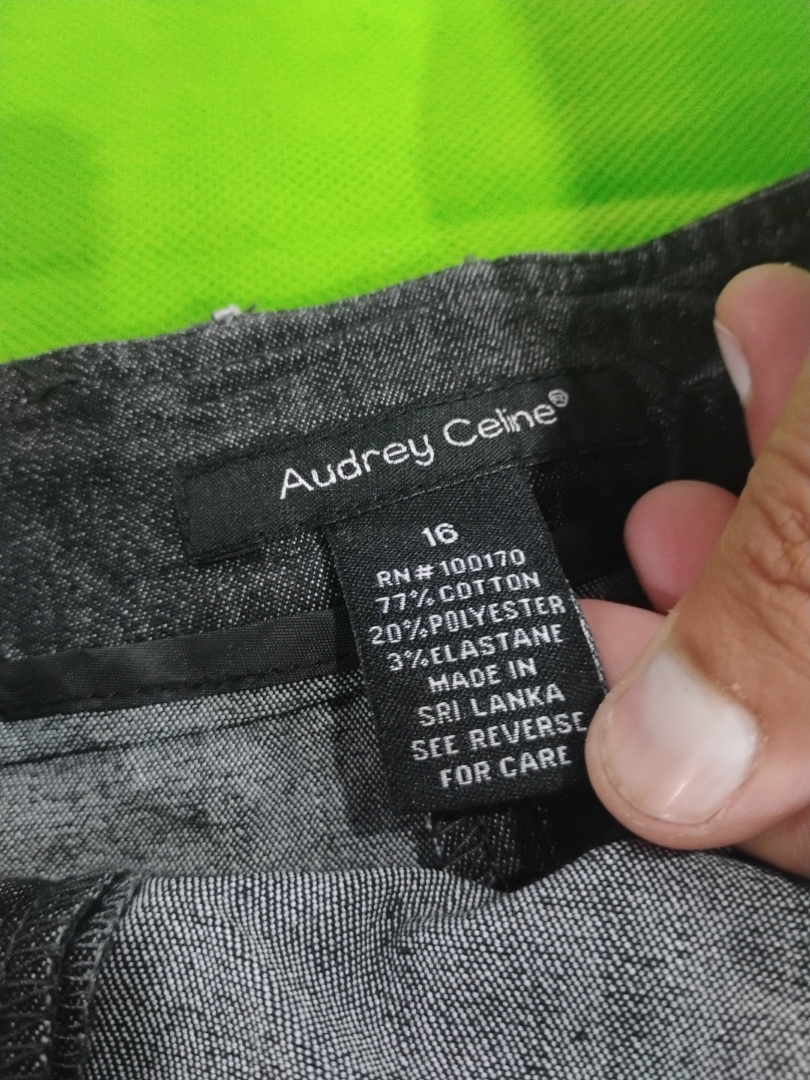 Audrey Celine®
16
RN#100170
77% COTTON
20% POLYESTER
3% ELASTANE
MADE IN
SRI LANKA
SEE REVERSE
FOR CARE